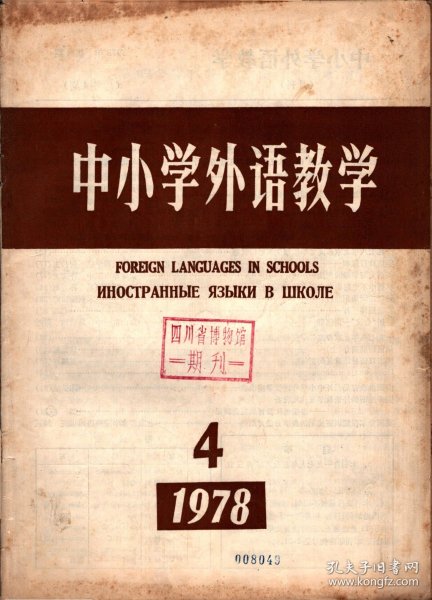 中小学外语教学
FOREIGN LANGUAGES IN SCHOOLS
ИНОСТРАННЫЕ ЯЗЫКИ В ШКОЛЕ
四川省博物馆
期刊
4
1978
008049
孔夫子旧书网
www.kongfz.com